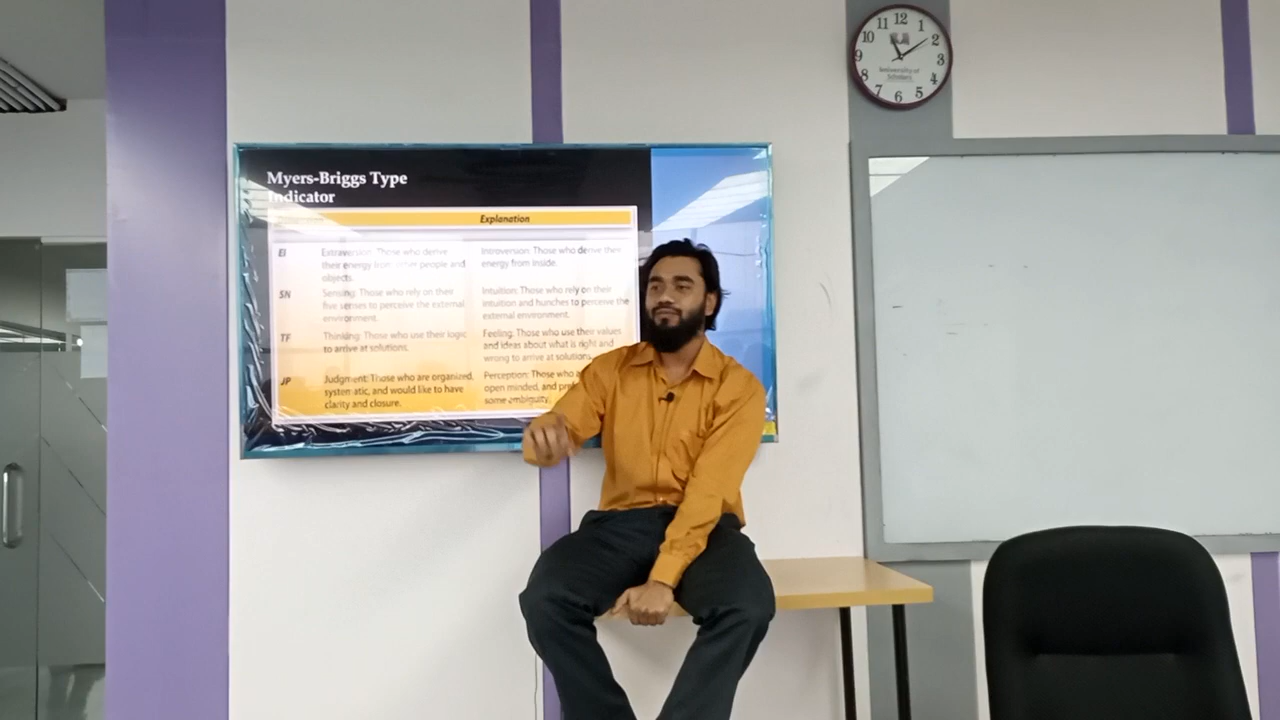 Myers-Briggs Type
Indicator
Explanation
EI
Extraversion: Those who derive
their energy from other people and
objects.
Introversion: Those who derive their
energy from inside.
SN
Sensing: Those who rely on their
five senses to perceive the external
environment.
Intuition: Those who rely on their
intuition and hunches to perceive the
external environment.
TF
Thinking: Those who use their logic
to arrive at solutions.
Feeling: Those who use their values
and ideas about what is right and
wrong to arrive at solutions.
JP
Judgment: Those who are organized,
systematic, and would like to have
clarity and closure.
Perception: Those who
open minded, and
some ambiguity.
12
1
2
3
4
5
6
7
8
9
10
11
University of
Scholars